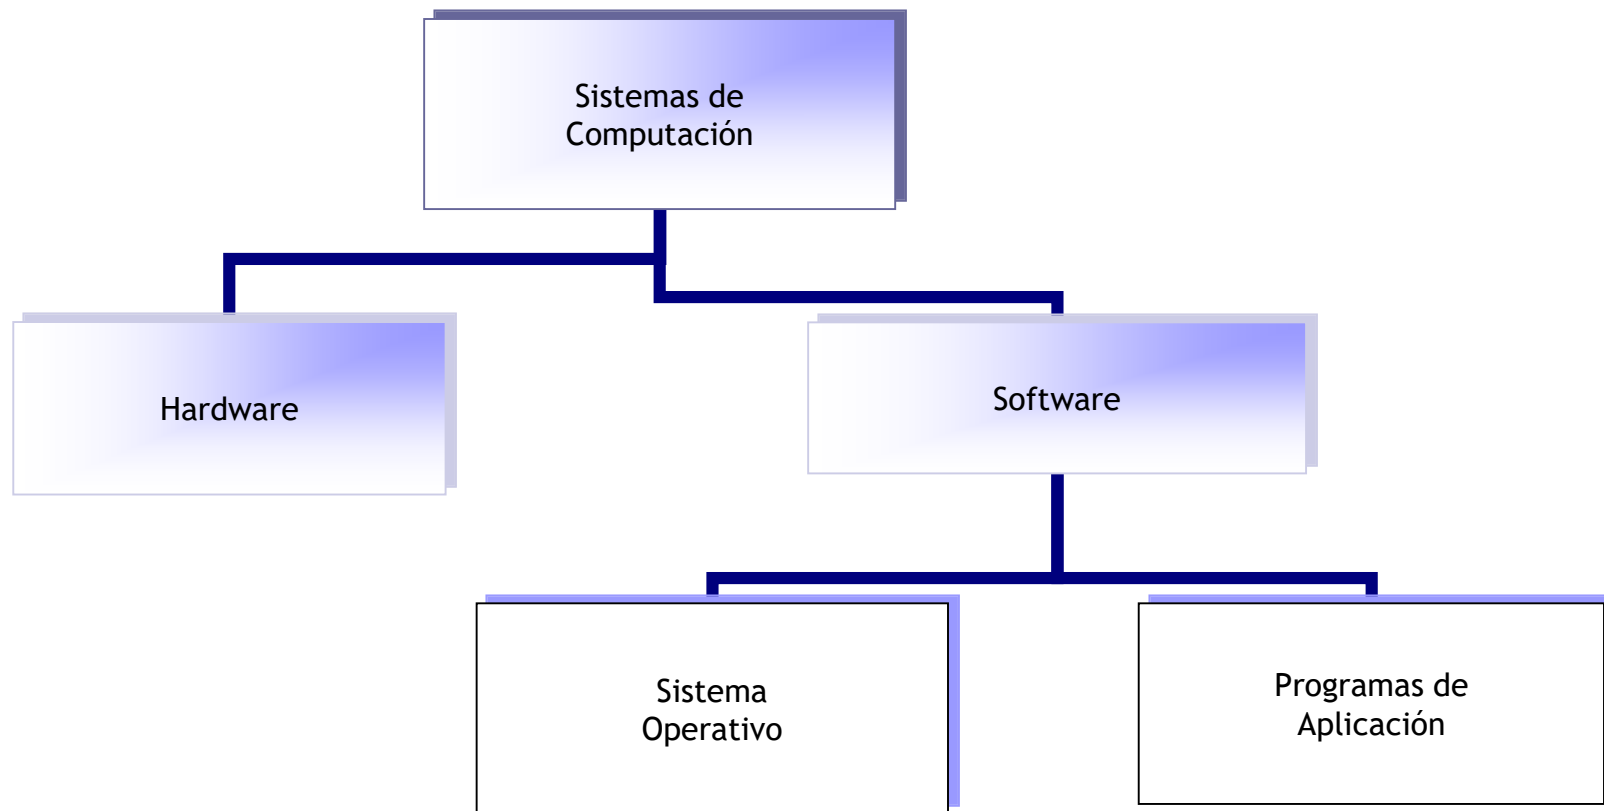 Sistemas de
Computación
Hardware
Software
Sistema
Operativo
Programas de
Aplicación